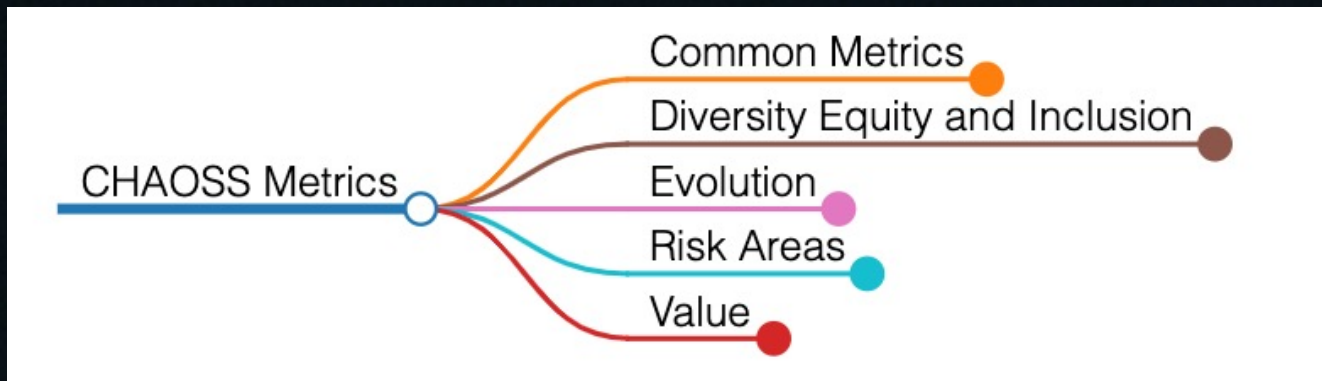 Common Metrics
Diversity Equity and Inclusion
CHAOSS Metrics
Evolution
Risk Areas
Value